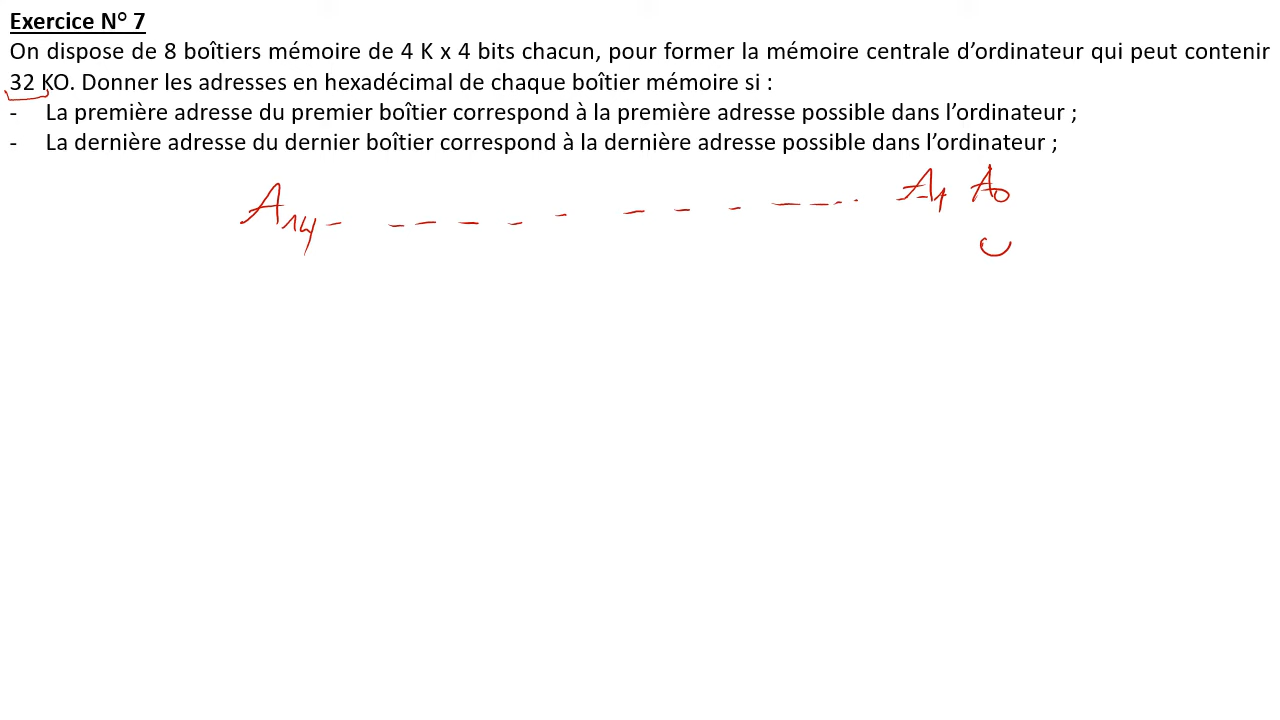 Exercice N° 7
On dispose de 8 boîtiers mémoire de 4 K x 4 bits chacun, pour former la mémoire centrale d’ordinateur qui peut contenir
32 KO. Donner les adresses en hexadécimal de chaque boîtier mémoire si :
- La première adresse du premier boîtier correspond à la première adresse possible dans l’ordinateur ;
- La dernière adresse du dernier boîtier correspond à la dernière adresse possible dans l’ordinateur ;
A14 - - - - - - - - - - - - . . A1 A0